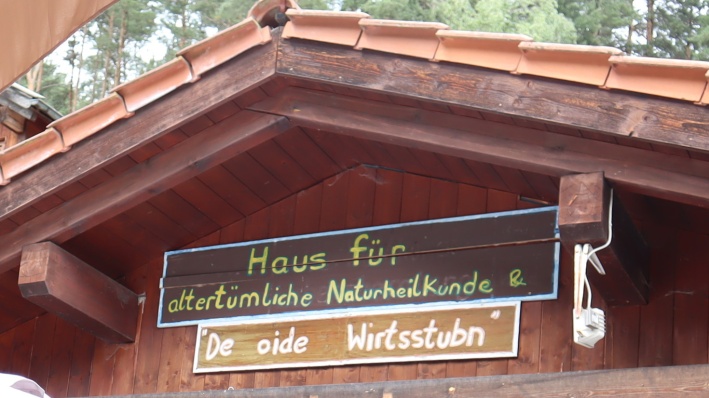 Haus für
altertümliche Naturheilkunde &
"De oide Wirtsstubn"